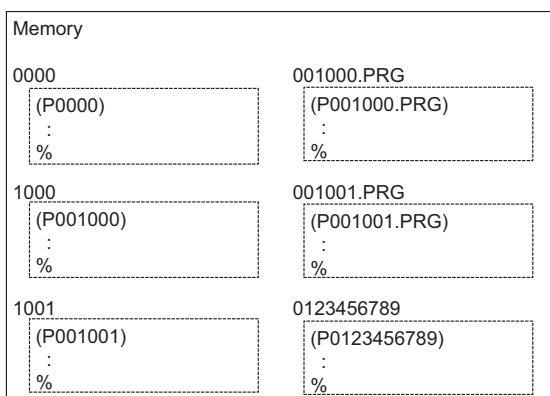 Memory
0000
(P0000)
:
%
001000.PRG
(P001000.PRG)
:
%
1000
(P001000)
:
%
001001.PRG
(P001001.PRG)
:
%
1001
(P001001)
:
%
0123456789
(P0123456789)
:
%